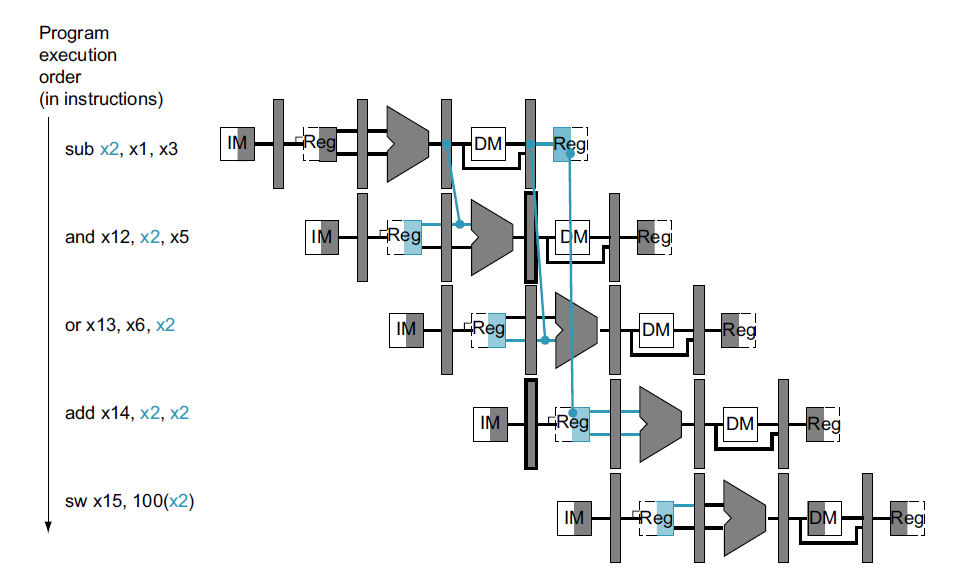 Program
execution
order
(in instructions)
sub x2, x1, x3
IM Reg DM Reg
and x12, x2, x5
IM Reg DM Reg
or x13, x6, x2
IM Reg DM Reg
add x14, x2, x2
IM Reg DM Reg
sw x15, 100(x2)
IM Reg DM Reg